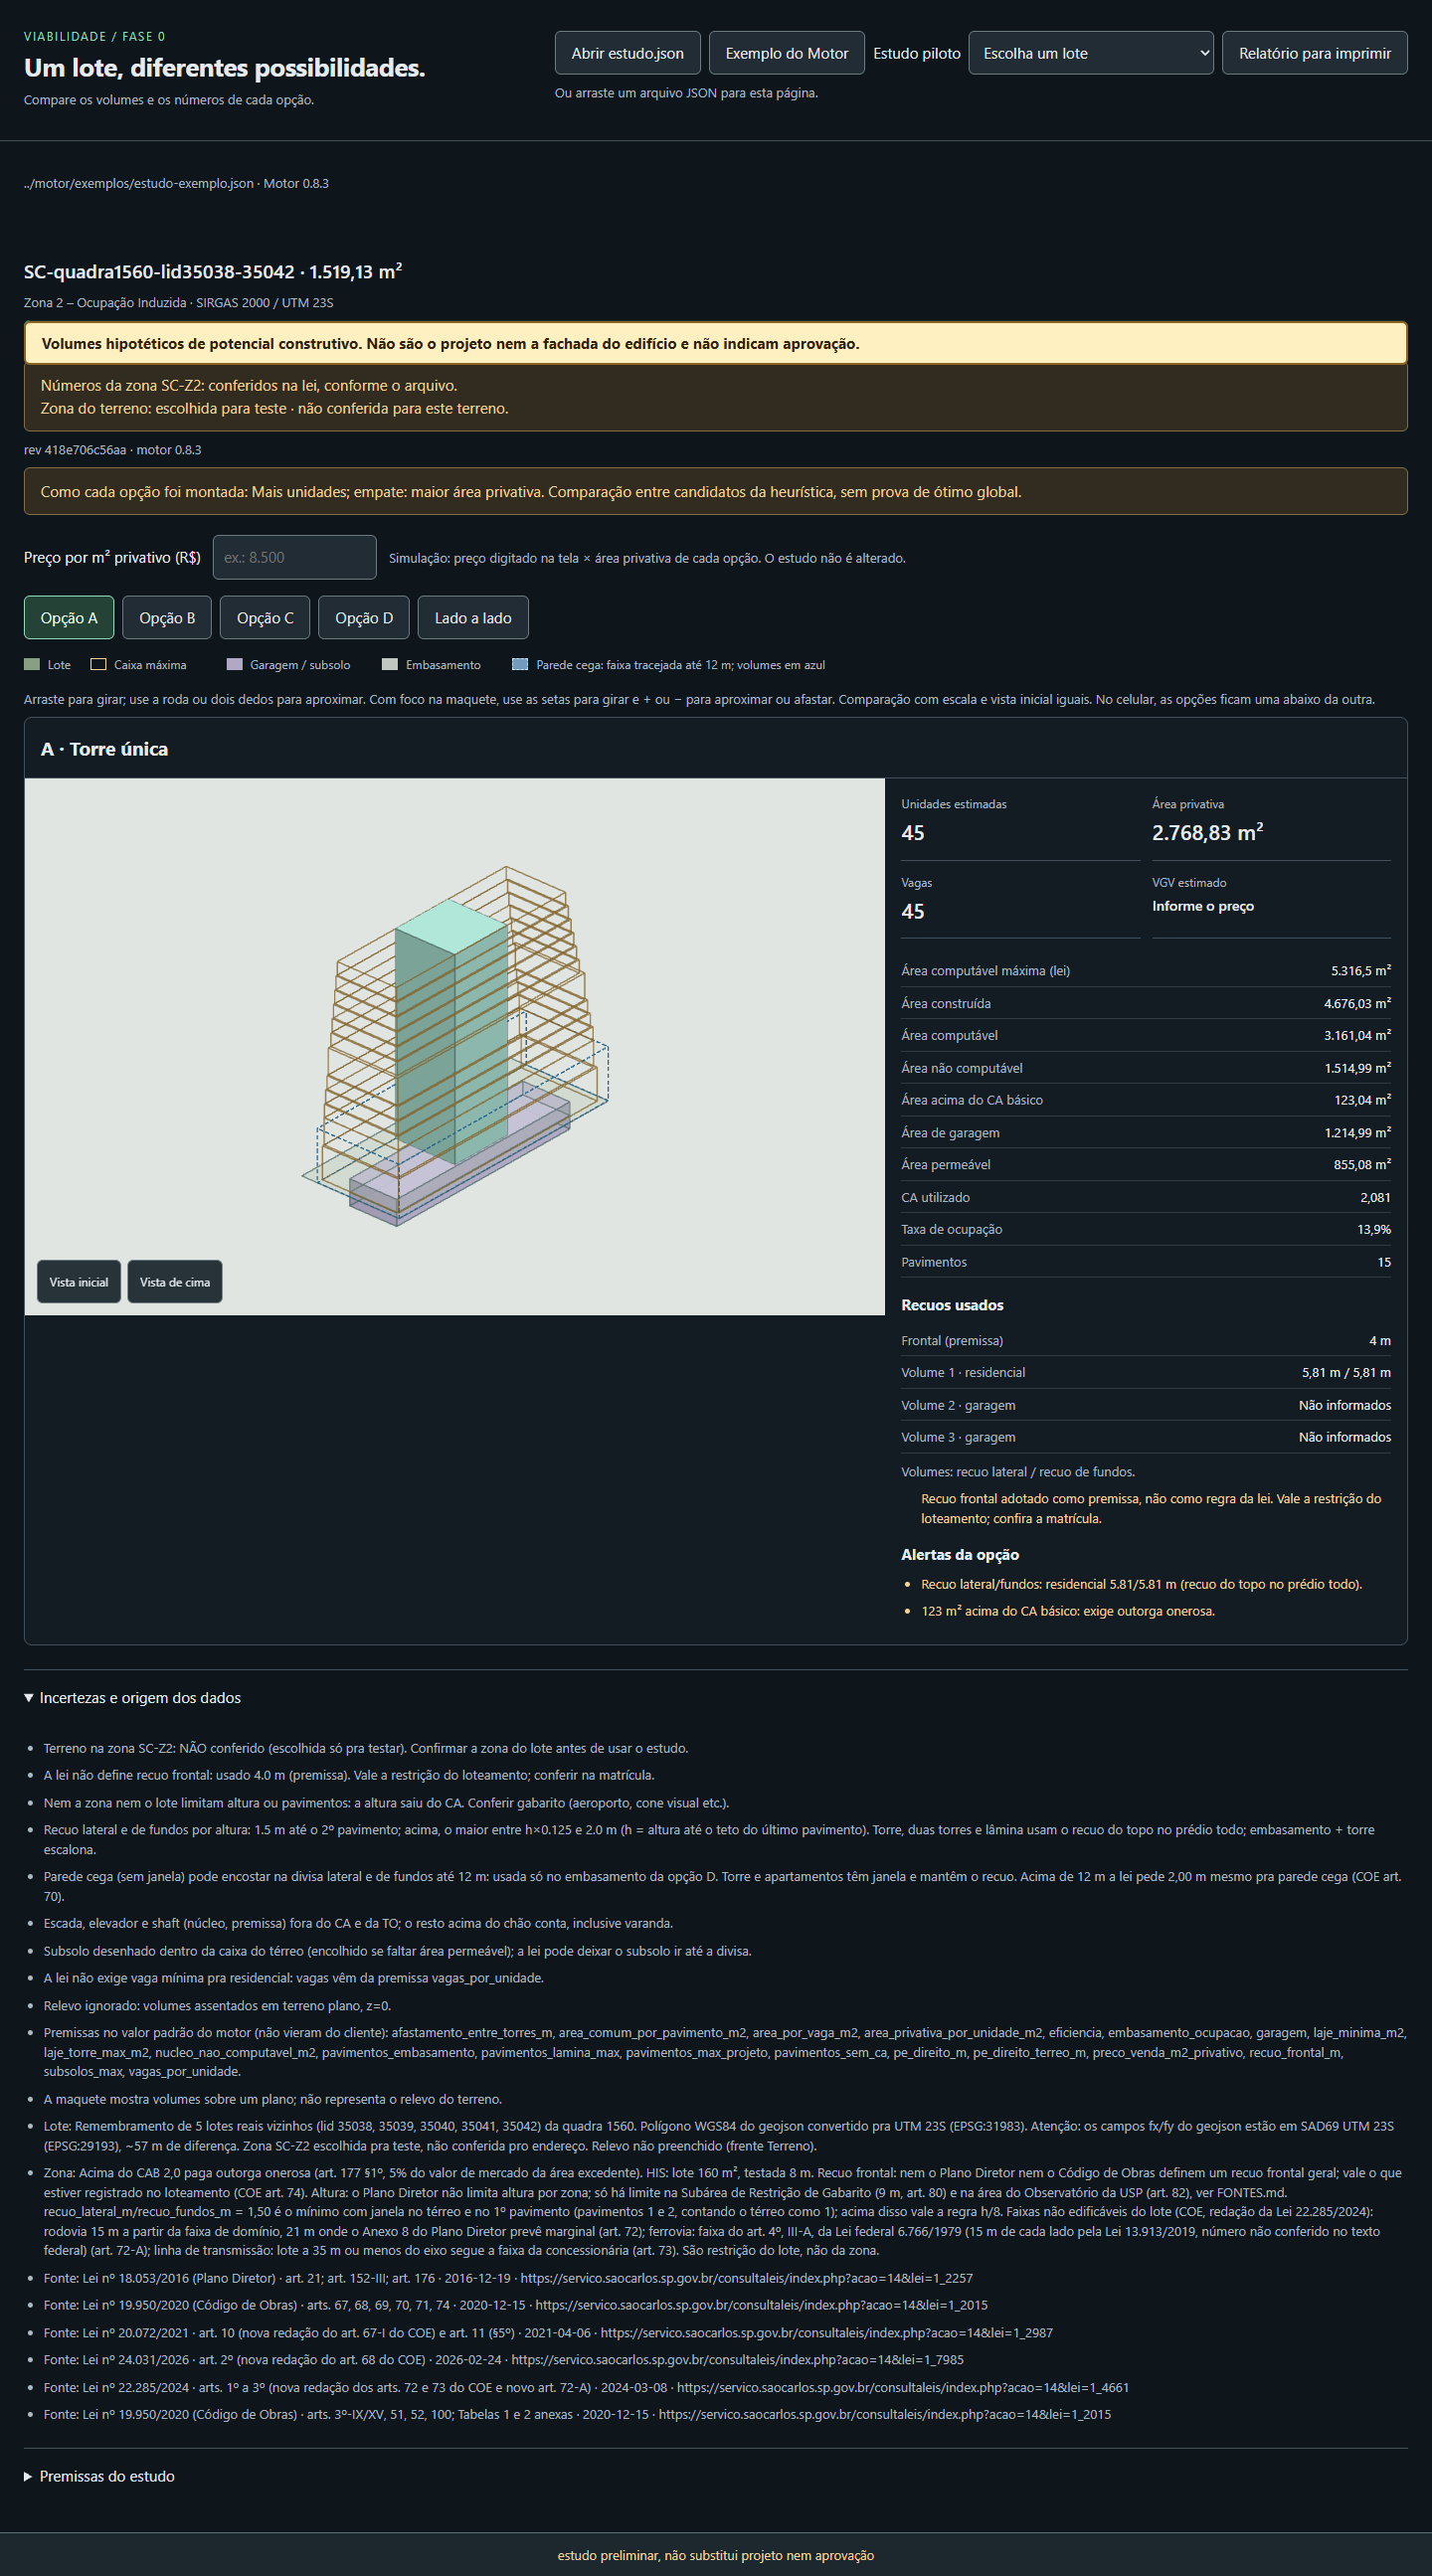 VIABILIDADE / FASE 0
Um lote, diferentes possibilidades.
Compare os volumes e os números de cada opção.
Abrir estudo.json
Exemplo do Motor
Estudo piloto
Escolha um lote
Relatório para imprimir
Ou arraste um arquivo JSON para esta página.
../motor/exemplos/estudo-exemplo.json · Motor 0.8.3
SC-quadra1560-lid35038-35042 · 1.519,13 m²
Zona 2 – Ocupação Induzida · SIRGAS 2000 / UTM 23S
Volumes hipotéticos de potencial construtivo. Não são o projeto nem a fachada do edifício e não indicam aprovação.
Números da zona SC-Z2: conferidos na lei, conforme o arquivo.
Zona do terreno: escolhida para teste · não conferida para este terreno.
rev 418e706c56aa · motor 0.8.3
Como cada opção foi montada: Mais unidades; empate: maior área privativa. Comparação entre candidatos da heurística, sem prova de ótimo global.
Preço por m² privativo (R$)
ex.: 8.500
Simulação: preço digitado na tela × área privativa de cada opção. O estudo não é alterado.
Opção A
Opção B
Opção C
Opção D
Lado a lado
Lote
Caixa máxima
Garagem / subsolo
Embasamento
Parede cega: faixa tracejada até 12 m; volumes em azul
Arraste para girar; use a roda ou dois dedos para aproximar. Com foco na maquete, use as setas para girar e + ou − para aproximar ou afastar. Comparação com escala e vista inicial iguais. No celular, as opções ficam uma abaixo da outra.
A · Torre única
Unidades estimadas
45
Área privativa
2.768,83 m²
Vagas
45
VGV estimado
Informe o preço
Área computável máxima (lei) 5.316,5 m²
Área construída 4.676,03 m²
Área computável 3.161,04 m²
Área não computável 1.514,99 m²
Área acima do CA básico 123,04 m²
Área de garagem 1.214,99 m²
Área permeável 855,08 m²
CA utilizado 2,081
Taxa de ocupação 13,9%
Pavimentos 15
Vista inicial
Vista de cima
Recuos usados
Frontal (premissa) 4 m
Volume 1 · residencial 5,81 m / 5,81 m
Volume 2 · garagem Não informados
Volume 3 · garagem Não informados
Volumes: recuo lateral / recuo de fundos.
Recuo frontal adotado como premissa, não como regra da lei. Vale a restrição do
loteamento; confira a matrícula.
Alertas da opção
• Recuo lateral/fundos: residencial 5.81/5.81 m (recuo do topo no prédio todo).
• 123 m² acima do CA básico: exige outorga onerosa.
▼ Incertezas e origem dos dados
• Terreno na zona SC-Z2: NÃO conferido (escolhida só pra testar). Confirmar a zona do lote antes de usar o estudo.
• A lei não define recuo frontal: usado 4.0 m (premissa). Vale a restrição do loteamento; conferir na matrícula.
• Nem a zona nem o lote limitam altura ou pavimentos: a altura saiu do CA. Conferir gabarito (aeroporto, cone visual etc.).
• Recuo lateral e de fundos por altura: 1.5 m até o 2º pavimento; acima, o maior entre h×0.125 e 2.0 m (h = altura até o teto do último pavimento). Torre, duas torres e lâmina usam o recuo do topo no prédio todo; embasamento + torre
escalona.
• Parede cega (sem janela) pode encostar na divisa lateral e de fundos até 12 m: usada só no embasamento da opção D. Torre e apartamentos têm janela e mantêm o recuo. Acima de 12 m a lei pede 2,00 m mesmo pra parede cega (COE art.
70).
• Escada, elevador e shaft (núcleo, premissa) fora do CA e da TO; o resto acima do chão conta, inclusive varanda.
• Subsolo desenhado dentro da caixa do térreo (encolhido se faltar área permeável); a lei pode deixar o subsolo ir até a divisa.
• A lei não exige vaga mínima pra residencial: vagas vêm da premissa vagas_por_unidade.
• Relevo ignorado: volumes assentados em terreno plano, z=0.
• Premissas no valor padrão do motor (não vieram do cliente): afastamento_entre_torres_m, area_comum_por_pavimento_m2, area_por_vaga_m2, area_privativa_por_unidade_m2, eficiencia, embasamento_ocupacao, garagem, laje_minima_m2,
laje_torre_max_m2, nucleo_nao_computavel_m2, pavimentos_embasamento, pavimentos_lamina_max, pavimentos_max_projeto, pavimentos_sem_ca, pe_direito_m, pe_direito_terreo_m, preco_venda_m2_privativo, recuo_frontal_m,
subsolos_max, vagas_por_unidade.
• A maquete mostra volumes sobre um plano; não representa o relevo do terreno.
• Lote: Remembramento de 5 lotes reais vizinhos (lid 35038, 35039, 35040, 35041, 35042) da quadra 1560. Polígono WGS84 do geojson convertido pra UTM 23S (EPSG:31983). Atenção: os campos fx/fy do geojson estão em SAD69 UTM 23S
(EPSG:29193), ~57 m de diferença. Zona SC-Z2 escolhida pra teste, não conferida pro endereço. Relevo não preenchido (frente Terreno).
• Zona: Acima do CAB 2,0 paga outorga onerosa (art. 177 §1º, 5% do valor de mercado da área excedente). HIS: lote 160 m², testada 8 m. Recuo frontal: nem o Plano Diretor nem o Código de Obras definem um recuo frontal geral; vale o que
estiver registrado no loteamento (COE art. 74). Altura: o Plano Diretor não limita altura por zona; só há limite na Subárea de Restrição de Gabarito (9 m, art. 80) e na área do Observatório da USP (art. 82), ver FONTES.md.
recuo_lateral_m/recuo_fundos_m = 1,50 é o mínimo com janela no térreo e no 1º pavimento (pavimentos 1 e 2, contando o térreo como 1); acima disso vale a regra h/8. Faixas não edificáveis do lote (COE, redação da Lei 22.285/2024):
rodovia 15 m a partir da faixa de domínio, 21 m onde o Anexo 8 do Plano Diretor prevê marginal (art. 72); ferrovia: faixa do art. 4º, III-A, da Lei federal 6.766/1979 (15 m de cada lado pela Lei 13.913/2019, número não conferido no texto
federal) (art. 72-A); linha de transmissão: lote a 35 m ou menos do eixo segue a faixa da concessionária (art. 73). São restrição do lote, não da zona.
• Fonte: Lei nº 18.053/2016 (Plano Diretor) · art. 21; art. 152-III; art. 176 · 2016-12-19 · https://servico.saocarlos.sp.gov.br/consultaleis/index.php?acao=14&lei=1_2257
• Fonte: Lei nº 19.950/2020 (Código de Obras) · arts. 67, 68, 69, 70, 71, 74 · 2020-12-15 · https://servico.saocarlos.sp.gov.br/consultaleis/index.php?acao=14&lei=1_2015
• Fonte: Lei nº 20.072/2021 · art. 10 (nova redação do art. 67-I do COE) e art. 11 (§5º) · 2021-04-06 · https://servico.saocarlos.sp.gov.br/consultaleis/index.php?acao=14&lei=1_2987
• Fonte: Lei nº 24.031/2026 · art. 2º (nova redação do art. 68 do COE) · 2026-02-24 · https://servico.saocarlos.sp.gov.br/consultaleis/index.php?acao=14&lei=1_7985
• Fonte: Lei nº 22.285/2024 · arts. 1º a 3º (nova redação dos arts. 72 e 73 do COE e novo art. 72-A) · 2024-03-08 · https://servico.saocarlos.sp.gov.br/consultaleis/index.php?acao=14&lei=1_4661
• Fonte: Lei nº 19.950/2020 (Código de Obras) · arts. 3º-IX/XV, 51, 52, 100; Tabelas 1 e 2 anexas · 2020-12-15 · https://servico.saocarlos.sp.gov.br/consultaleis/index.php?acao=14&lei=1_2015
▶ Premissas do estudo
estudo preliminar, não substitui projeto nem aprovação